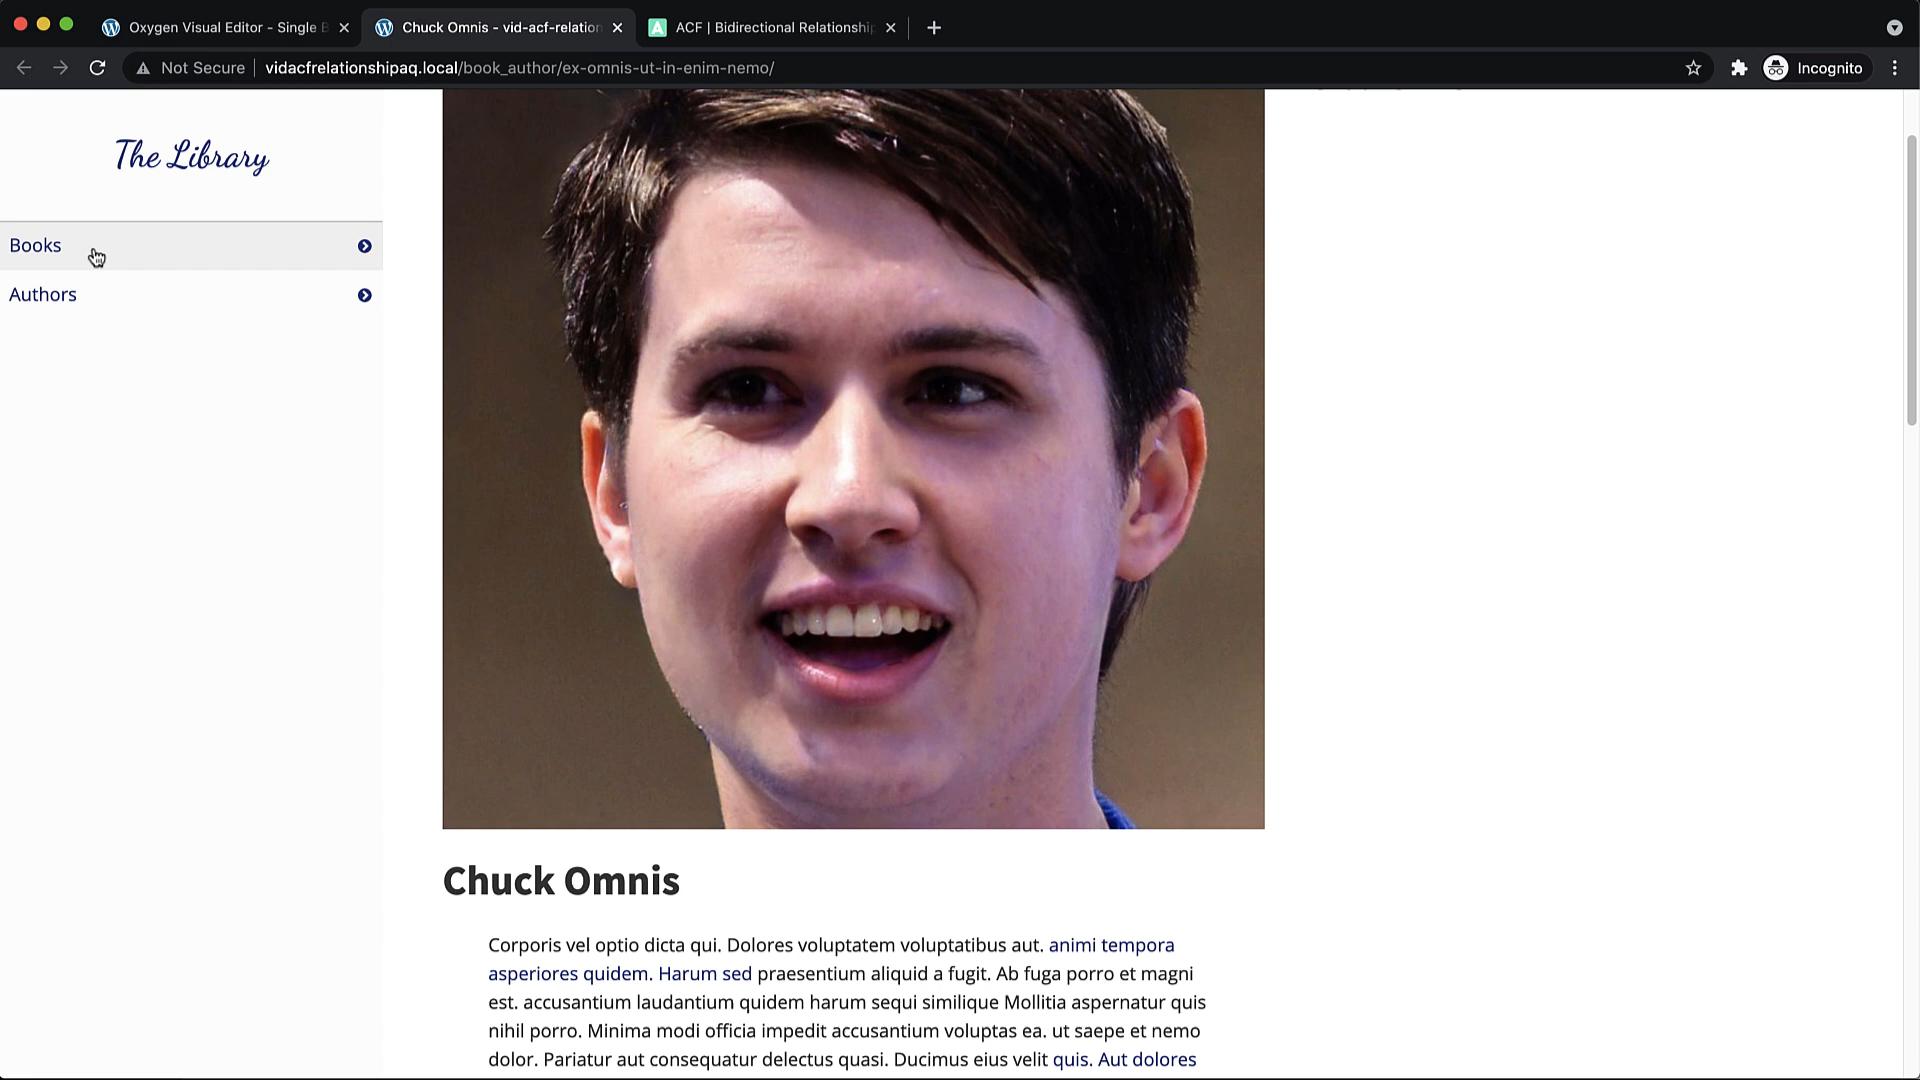 Oxygen Visual Editor - Single B
Chuck Omnis - vid-acf-relation
ACF | Bidirectional Relationship
Not Secure
vidacfrelationshipaq.local/book_author/ex-omnis-ut-in-enim-nemo/
Incognito
The Library
Books
Authors
Chuck Omnis
Corporis vel optio dicta qui. Dolores voluptatem voluptatibus aut. animi tempora
asperiores quidem. Harum sed praesentium aliquid a fugit. Ab fuga porro et magni
est. accusantium laudantium quidem harum sequi similique Mollitia aspernatur quis
nihil porro. Minima modi officia impedit accusantium voluptas ea. ut saepe et nemo
dolor. Pariatur aut consequatur delectus quasi. Ducimus eius velit quis. Aut dolores